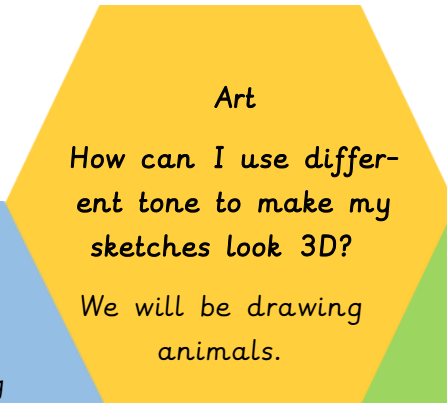 Art
How can I use differ-
ent tone to make my
sketches look 3D?
We will be drawing
animals.